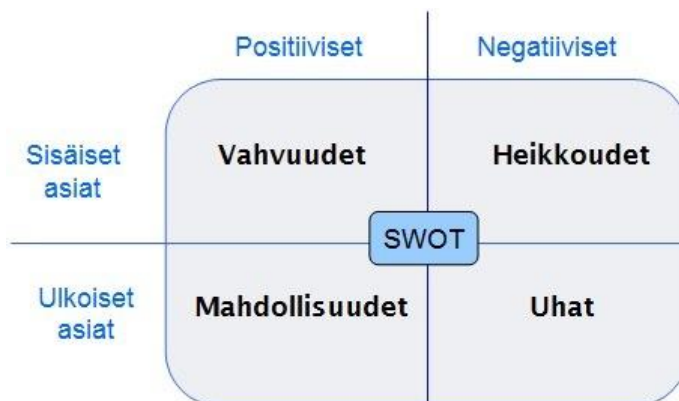 Positiiviset Negatiiviset
Sisäiset
asiat
Vahvuudet Heikkoudet
SWOT
Ulkoiset
asiat
Mahdollisuudet Uhat